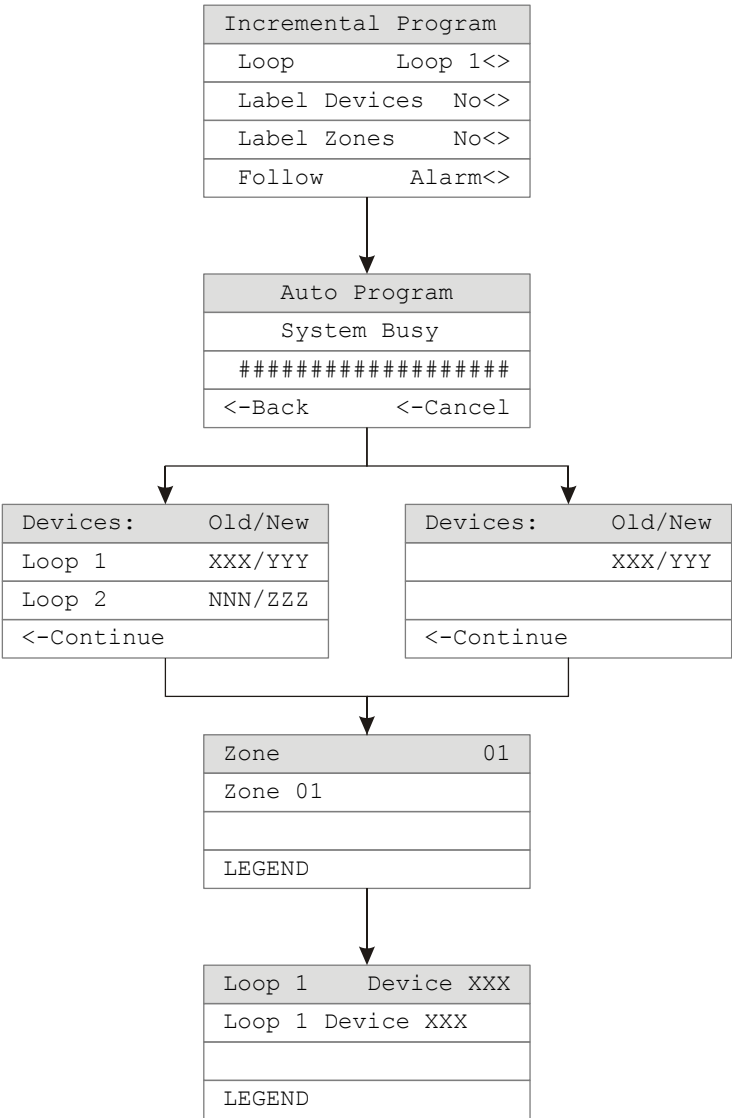 Incremental Program
Loop Loop 1<>
Label Devices No<>
Label Zones No<>
Follow Alarm<>
Auto Program
System Busy
###################
<-Back <-Cancel
Devices: Old/New
Loop 1 XXX/YYY
Loop 2 NNN/ZZZ
<-Continue
Devices: Old/New
XXX/YYY
<-Continue
Zone 01
Zone 01
LEGEND
Loop 1 Device XXX
Loop 1 Device XXX
LEGEND